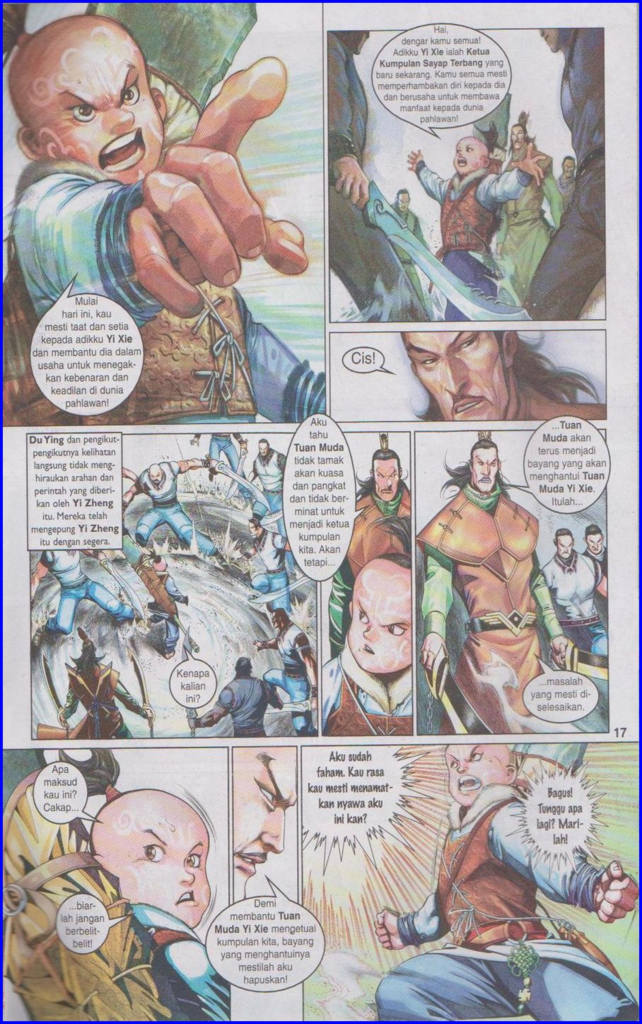 Mulai
hari ini, kau
mesti taat dan setia
kepada adikku Yi Xie
dan membantu dia dalam
usaha untuk menegak-
kan kebenaran dan
keadilan di dunia
pahlawan!
Hai,
dengar kamu semua!
Adikku Yi Xie ialah Ketua
Kumpulan Sayap Terbang yang
baru sekarang. Kamu semua mesti
memperhambakan diri kepada dia
dan berusaha untuk membawa
manfaat kepada dunia
pahlawan!
Cis!
Du Ying dan pengikut-
pengikutnya kelihatan
langsung tidak meng-
hiraukan arahan dan
perintah yang diberi-
kan oleh Yi Zheng
itu. Mereka telah
mengepung Yi Zheng
itu dengan segera.
Kenapa
kalian
ini?
Aku
tahu
Tuan Muda
tidak tamak
akan kuasa
dan pangkat
dan tidak ber-
minat untuk
menjadi ketua
kumpulan
kita. Akan
tetapi...
...Tuan
Muda akan
terus menjadi
bayang yang akan
menghantui Tuan
Muda Yi Xie.
Itulah...
...masalah
yang mesti di-
selesaikan.
17
Apa
maksud
kau ini?
Cakap...
...biar-
lah jangan
berbelit-
belit!
Demi
membantu Tuan
Muda Yi Xie mengetuai
kumpulan kita, bayang
yang menghantuinya
mestilah aku
hapuskan!
Aku sudah
faham. Kau rasa
kau mesti menamat-
kan nyawa aku
ini kan?
Bagus!
Tunggu apa
lagi? Mari-
lah!